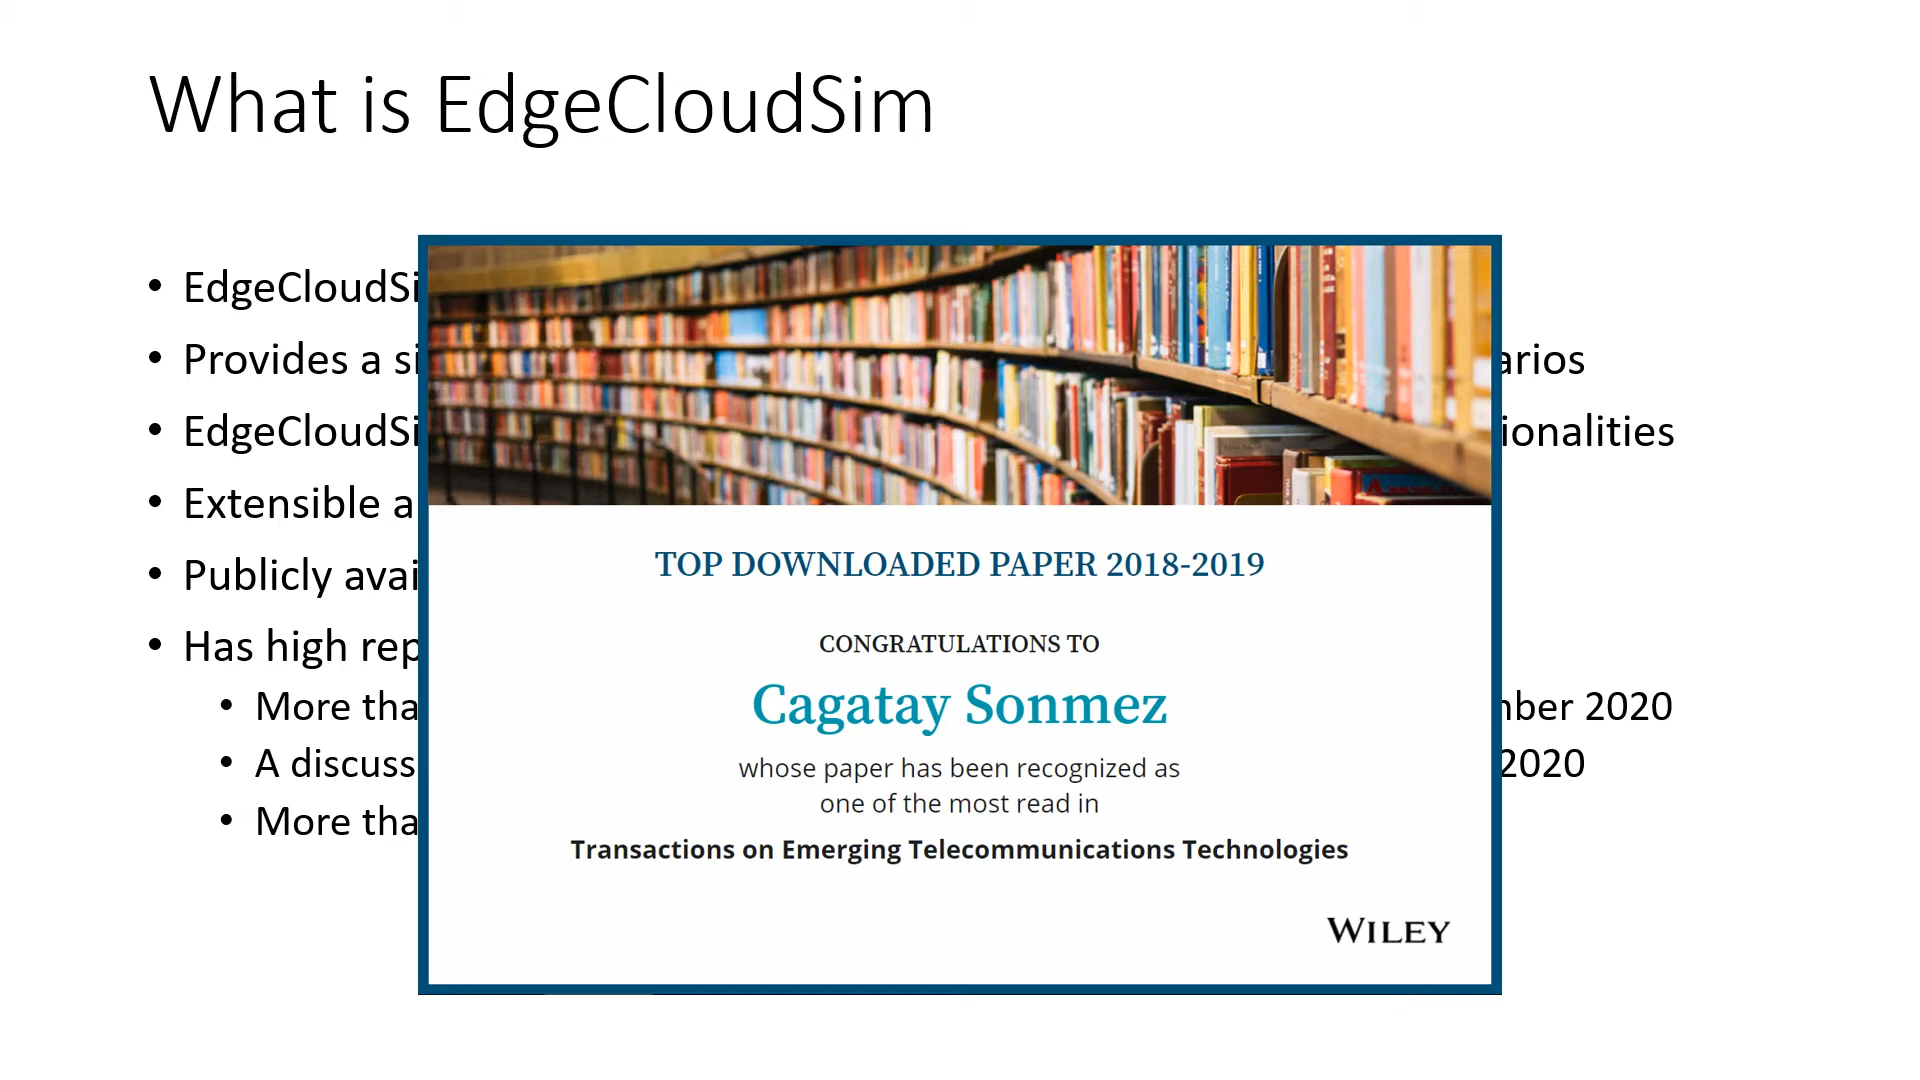 What is EdgeCloudSim
• EdgeCloudSi
• Provides a si arios
• EdgeCloudSi ionalities
• Extensible a
• Publicly avai
• Has high rep
• More tha ber 2020
• A discuss 2020
• More tha
TOP DOWNLOADED PAPER 2018-2019
CONGRATULATIONS TO
Cagatay Sonmez
whose paper has been recognized as
one of the most read in
Transactions on Emerging Telecommunications Technologies
WILEY